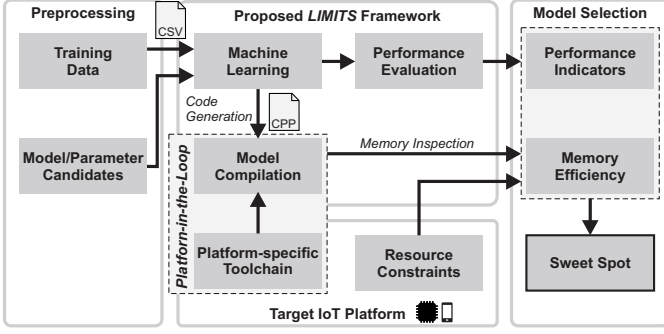 Preprocessing
CSV
Proposed LIMITS Framework
Model Selection
Training
Data
Machine
Learning
Performance
Evaluation
Performance
Indicators
Code
Generation
CPP
Memory Inspection
Model/Parameter
Candidates
Platforn-in-the-Loop
Model
Compilation
Memory
Efficiency
Platform-specific
Toolchain
Resource
Constraints
Sweet Spot
Target IoT Platform